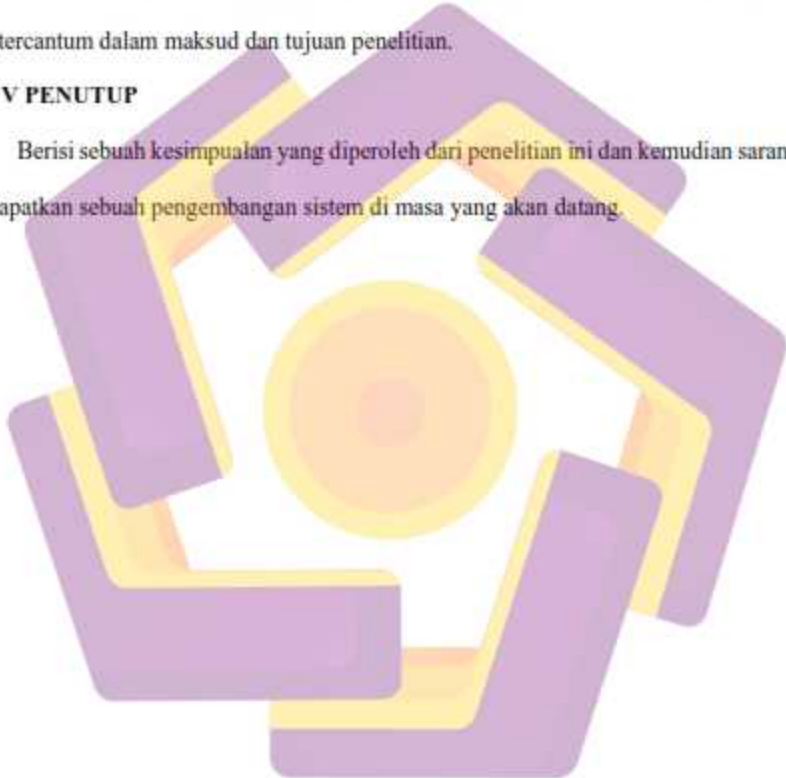 tercantum dalam maksud dan tujuan penelitian.
V PENUTUP
Berisi sebuah kesimpualan yang diperoleh dari penelitian ini dan kemudian saran
apatkan sebuah pengembangan sistem di masa yang akan datang.